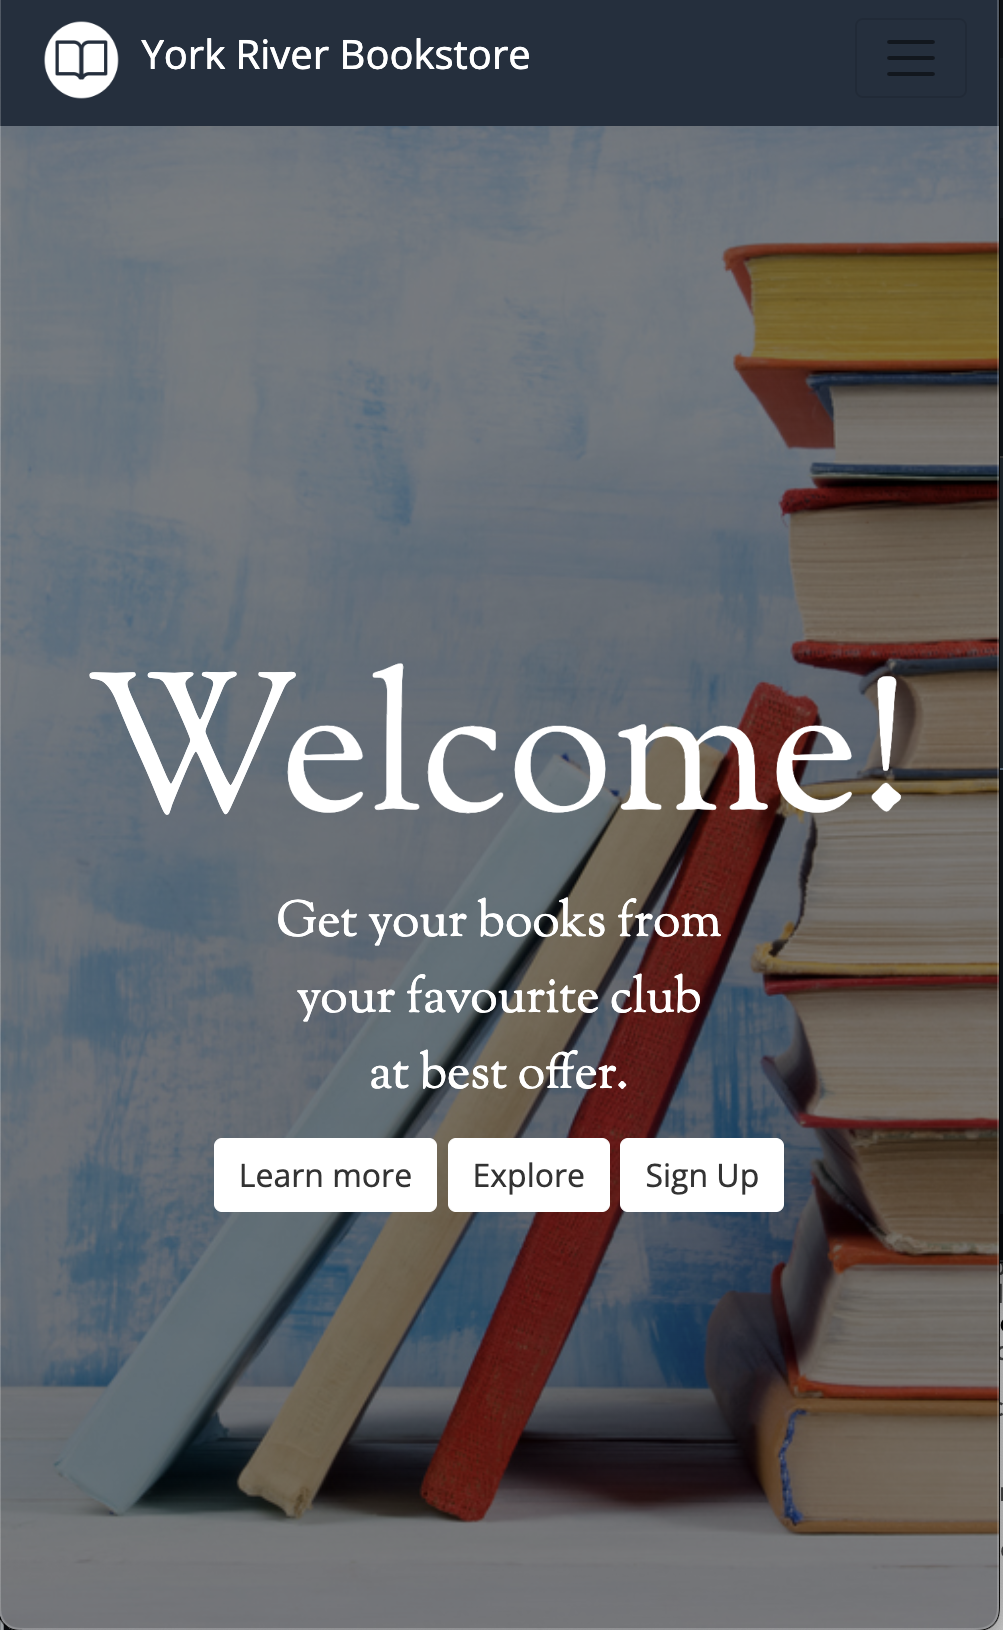 York River Bookstore
Welcome!
Get your books from
your favourite club
at best offer.
Learn more
Explore
Sign Up